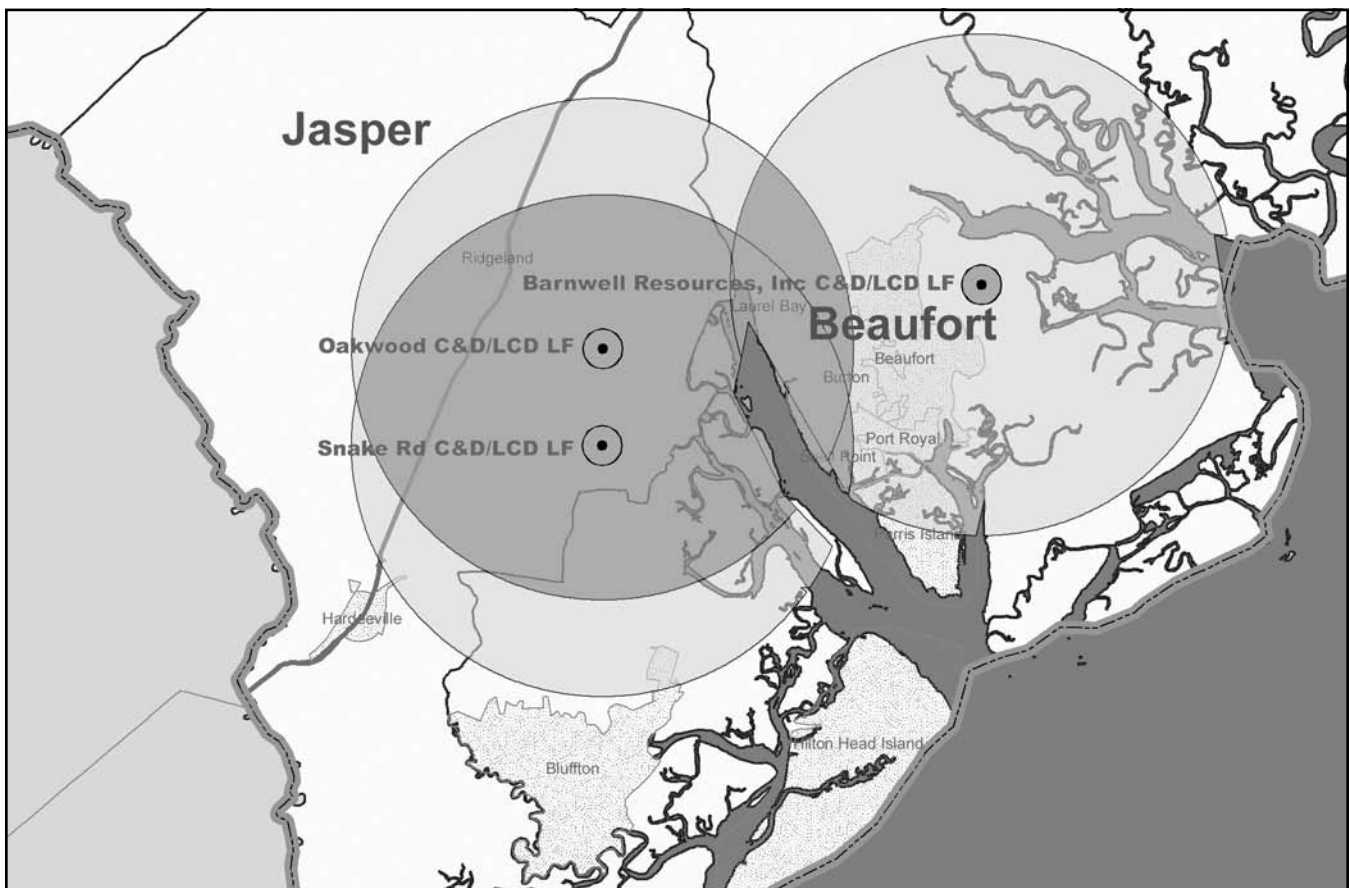 Jasper
Ridgeland
Barnwell Resources, Inc C&D/LCD LF
Laurel Bay
Beaufort
Oakwood C&D/LCD LF
Beaufort
Burton
Snake Rd C&D/LCD LF
Port Royal
Point
Parris Island
Hardeeville
Hilton Head Island
Bluffton